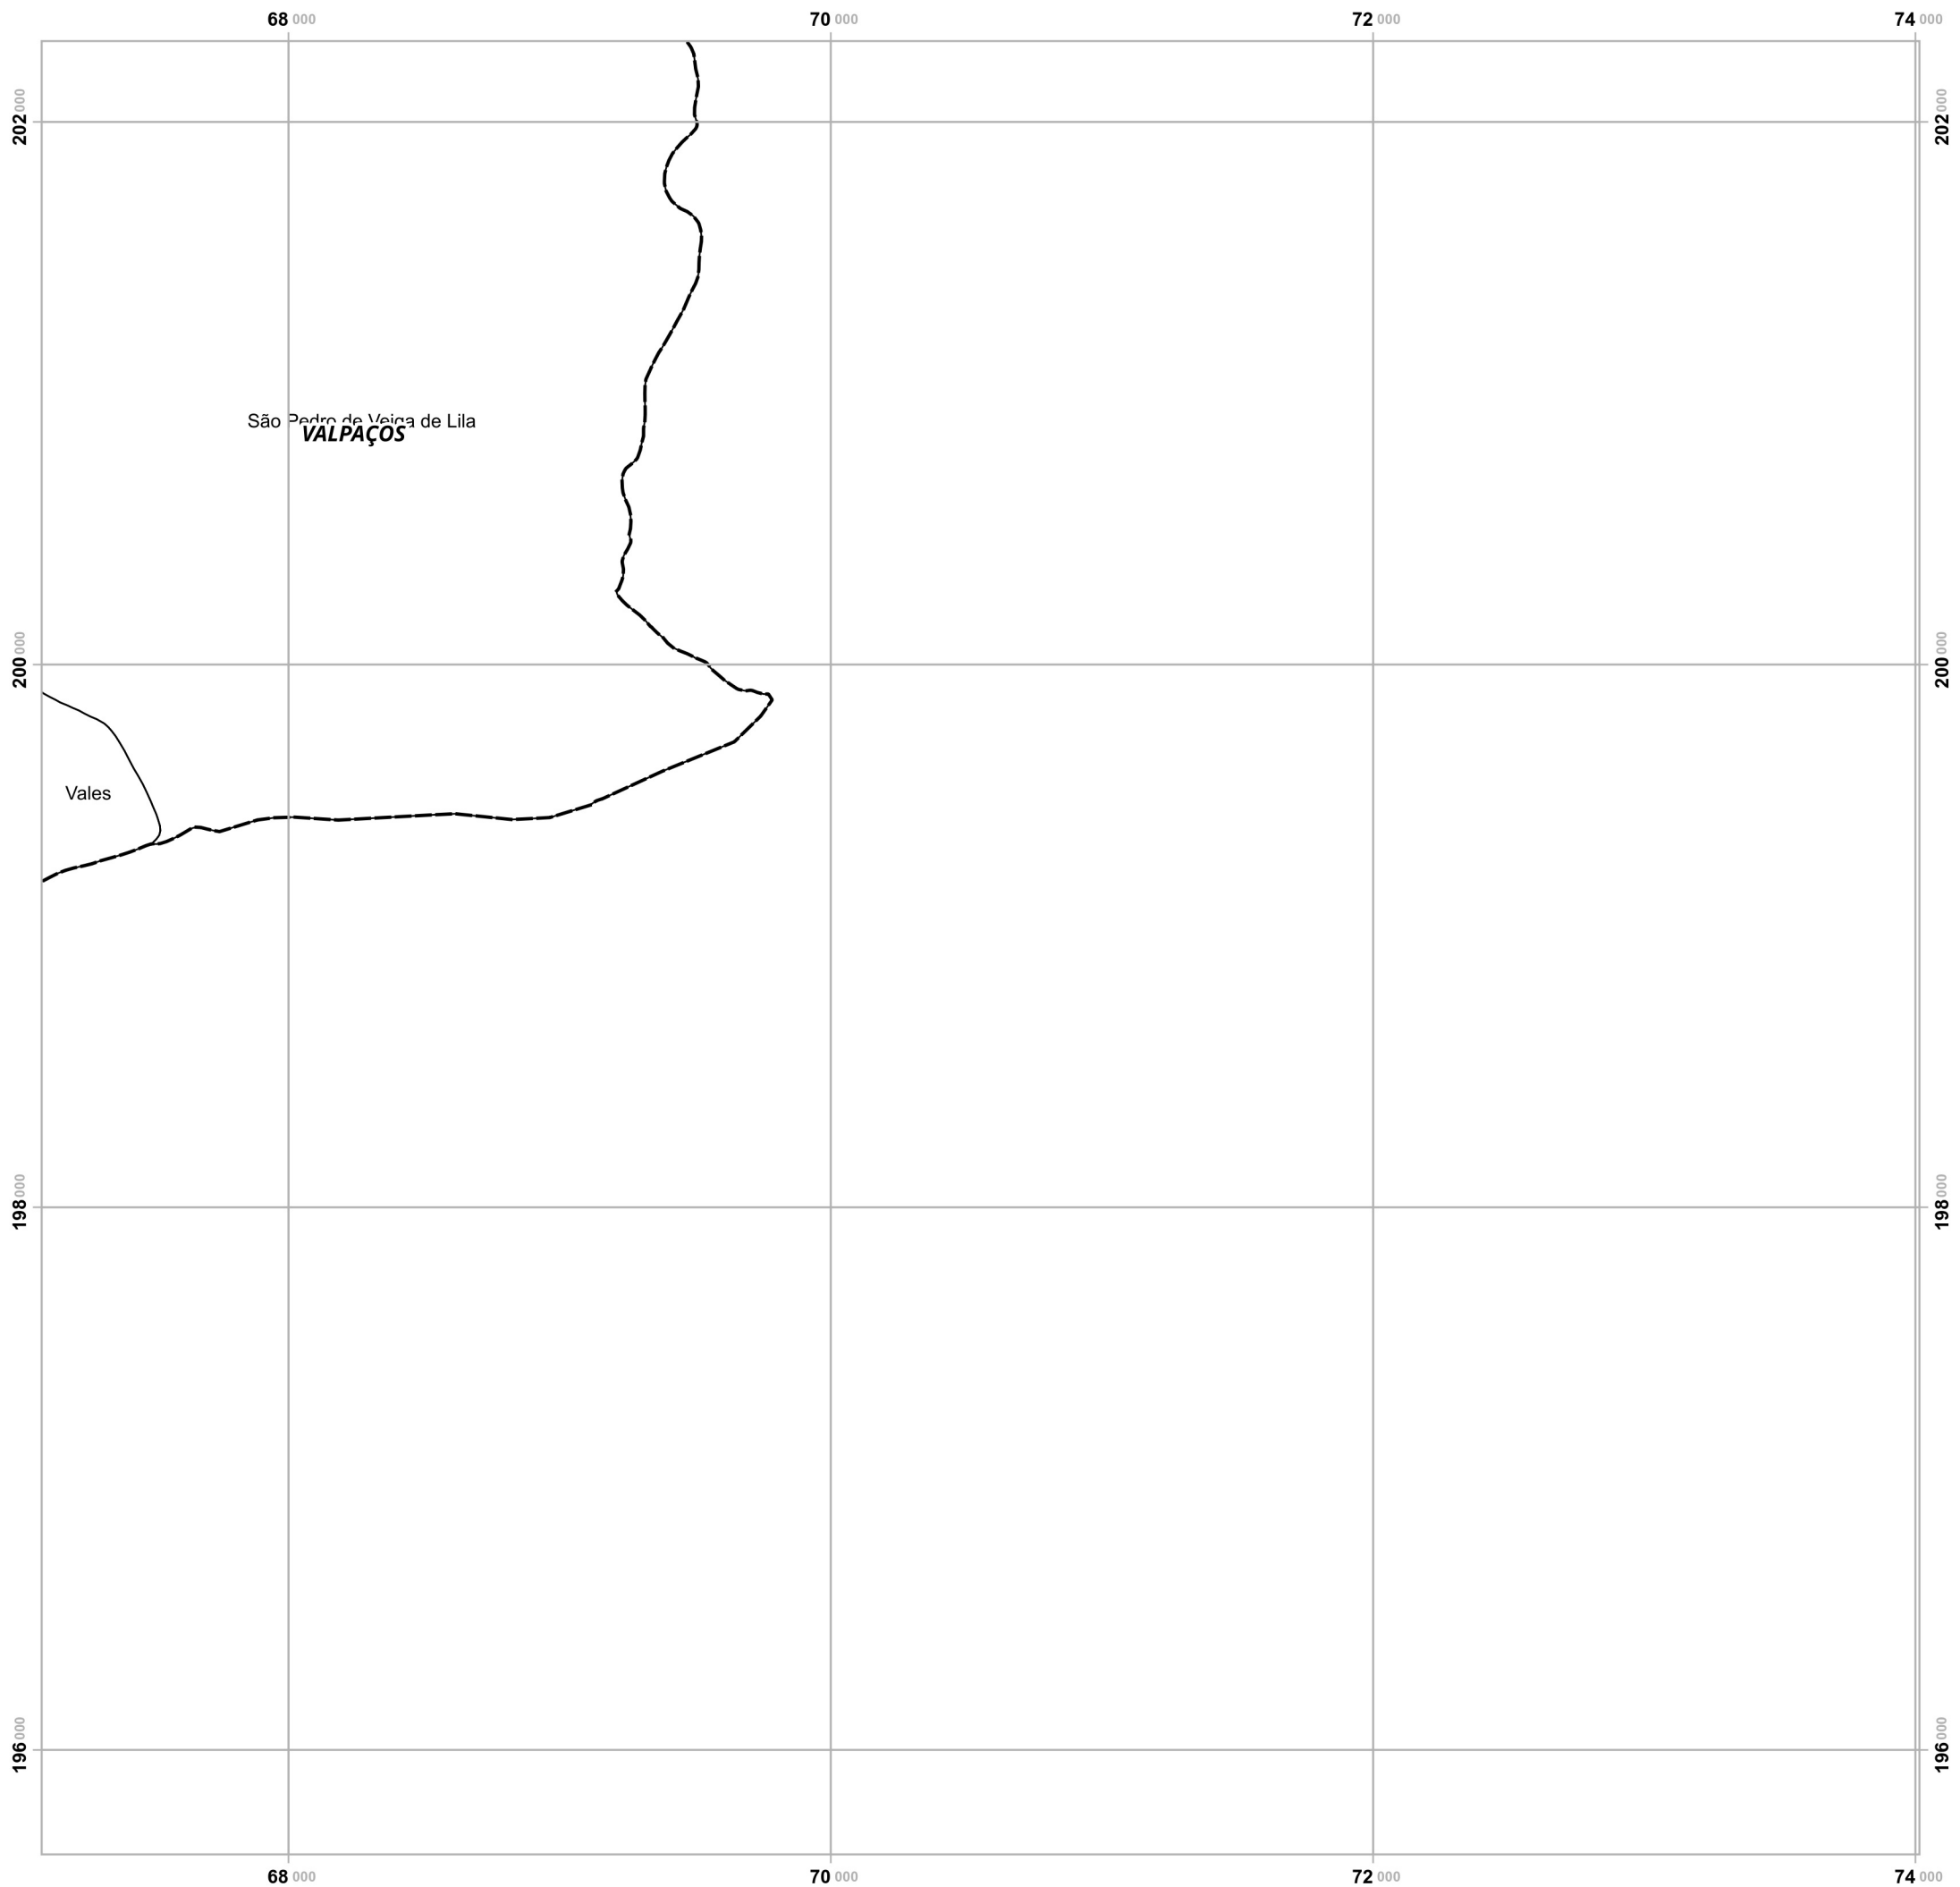 68 000 70 000 72 000 74 000
202 000 202 000
São Pedro de Veiga de Lila
VALPAÇOS
200 000 200 000
Vales
198 000 198 000
196 000 196 000
68 000 70 000 72 000 74 000